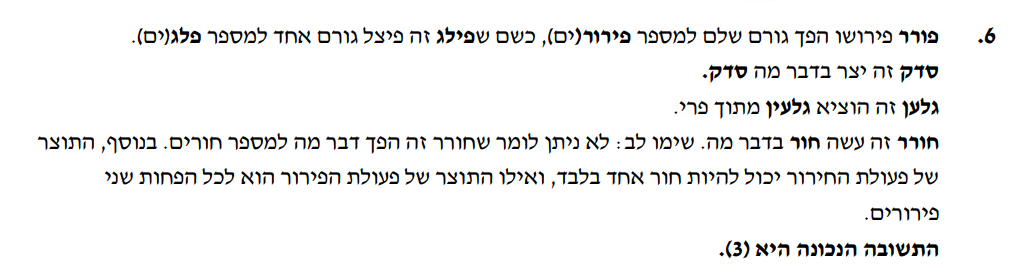 6. פורר פירושו הפך גורם שלם למספר פירור(ים), כשם שפילג זה פיצל גורם אחד למספר פלג(ים).
סדק זה יצר בדבר מה סדק.
גלען זה הוציא גלעין מתוך פרי.
חורר זה עשה חור בדבר מה. שימו לב: לא ניתן לומר שחורר זה הפך דבר מה למספר חורים. בנוסף, התוצר
של פעולת החירור יכול להיות חור אחד בלבד, ואילו התוצר של פעולת הפירור הוא לכל הפחות שני
פירורים.
התשובה הנכונה היא (3).